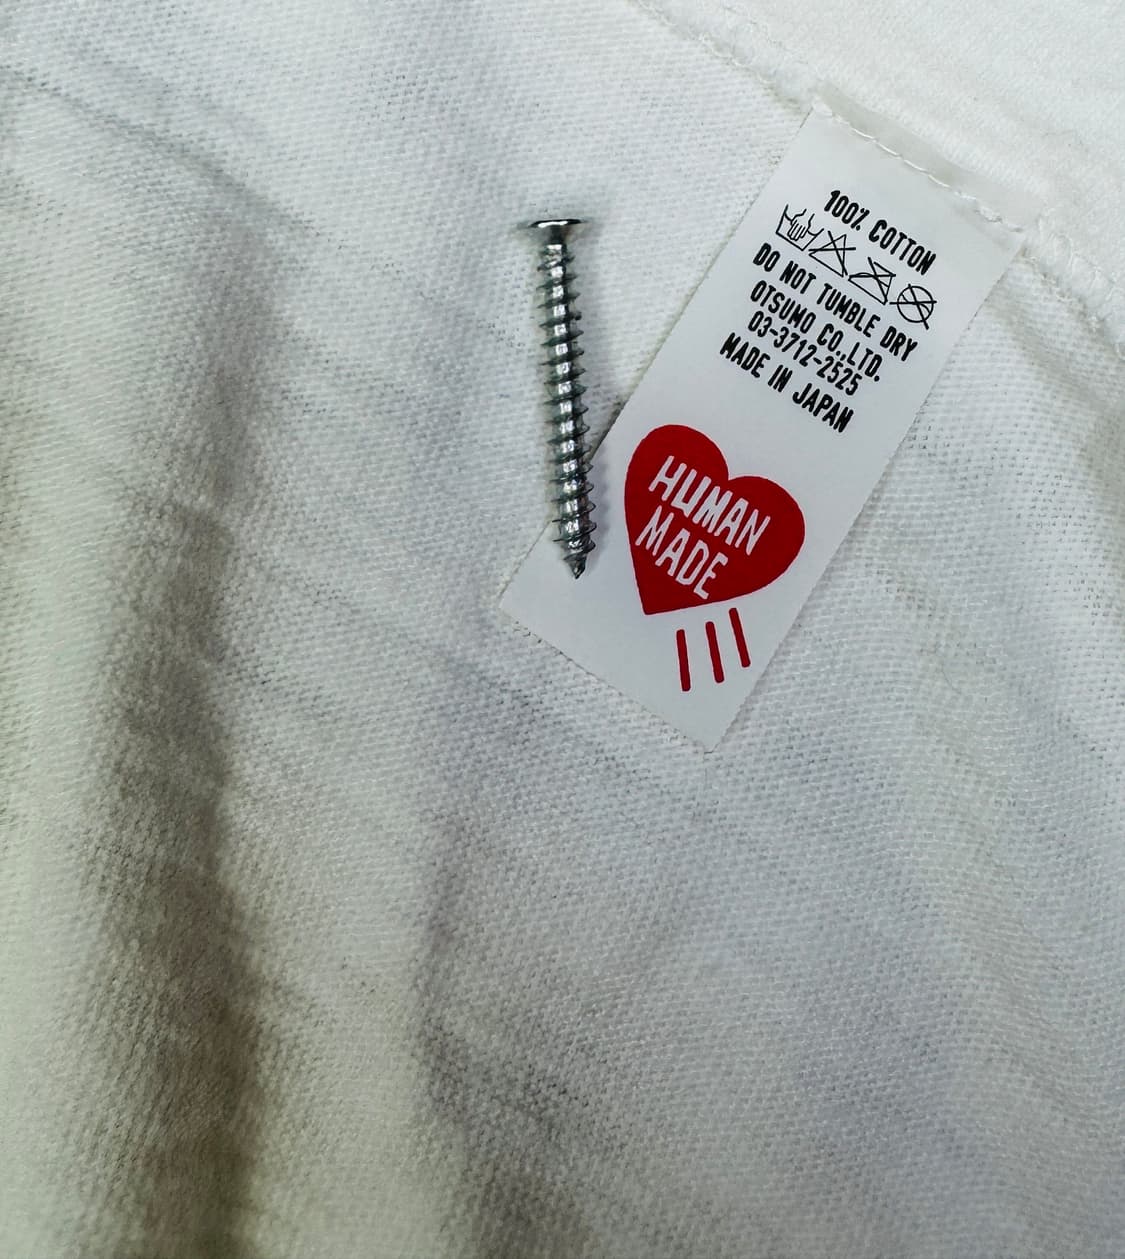 100% COTTON
DO NOT TUMBLE DRY
OTSUMO CO.,LTD.
03-3712-2525
MADE IN JAPAN
HUMAN
MADE